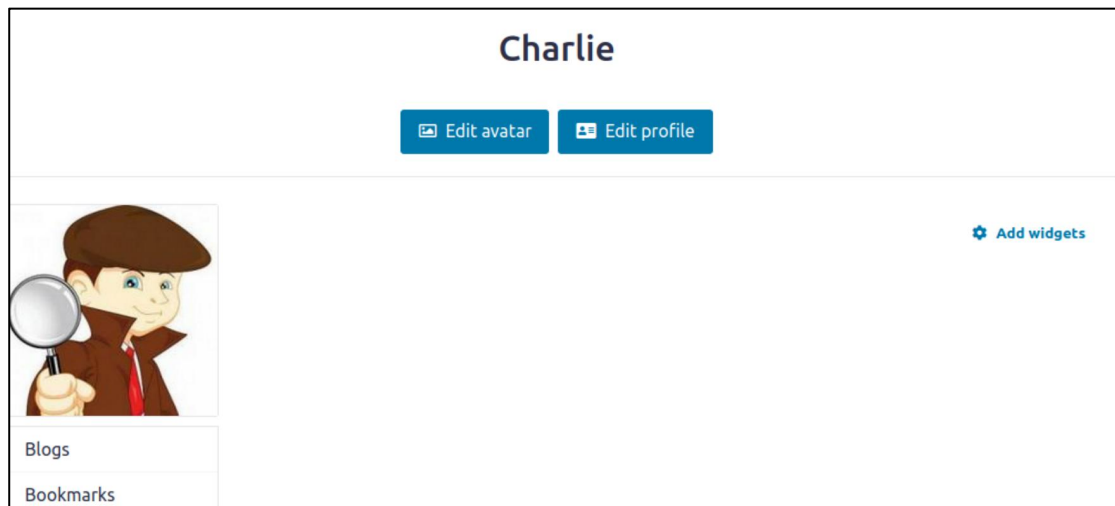 Charlie
Edit avatar
Edit profile
Add widgets
Blogs
Bookmarks